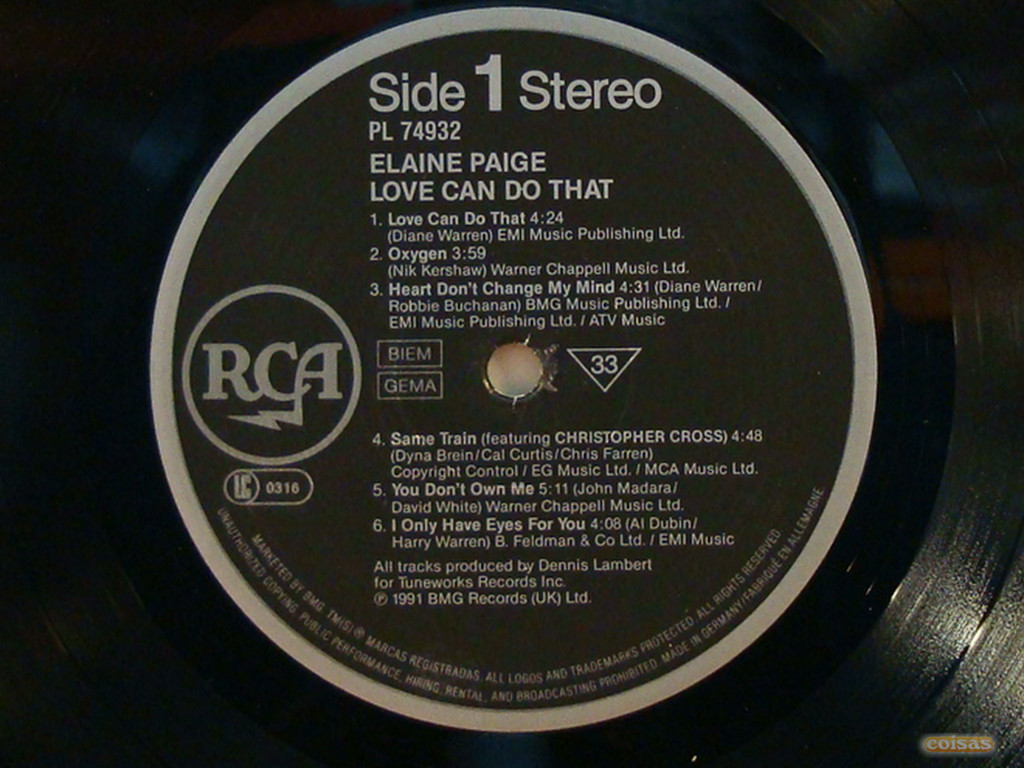 Side 1 Stereo
PL 74932
ELAINE PAIGE
LOVE CAN DO THAT
1. Love Can Do That 4:24
(Diane Warren) EMI Music Publishing Ltd.
2. Oxygen 3:59
(Nik Kershaw) Warner Chappell Music Ltd.
3. Heart Don't Change My Mind 4:31 (Diane Warren/
Robbie Buchanan) BMG Music Publishing Ltd. /
EMI Music Publishing Ltd. / ATV Music
BIEM
GEMA
33
RCA
4. Same Train (featuring CHRISTOPHER CROSS) 4:48
(Dyna Brein/Cal Curtis/Chris Farren)
Copyright Control / EG Music Ltd. / MCA Music Ltd.
LC 0316
5. You Don't Own Me 5:11 (John Madara/
David White) Warner Chappell Music Ltd.
6. I Only Have Eyes For You 4:08 (Al Dubin/
Harry Warren) B. Feldman & Co Ltd. / EMI Music
All tracks produced by Dennis Lambert
for Tuneworks Records Inc.
℗ 1991 BMG Records (UK) Ltd.
MARKETED BY BMG. TM(S) ® MARCAS REGISTRADAS. ALL LOGOS AND TRADEMARKS PROTECTED. ALL RIGHTS RESERVED.
UNAUTHORIZED COPYING, PUBLIC PERFORMANCE, HIRING, RENTAL, AND BROADCASTING PROHIBITED. MADE IN GERMANY/FABRIQUÉ EN ALLEMAGNE
coisas